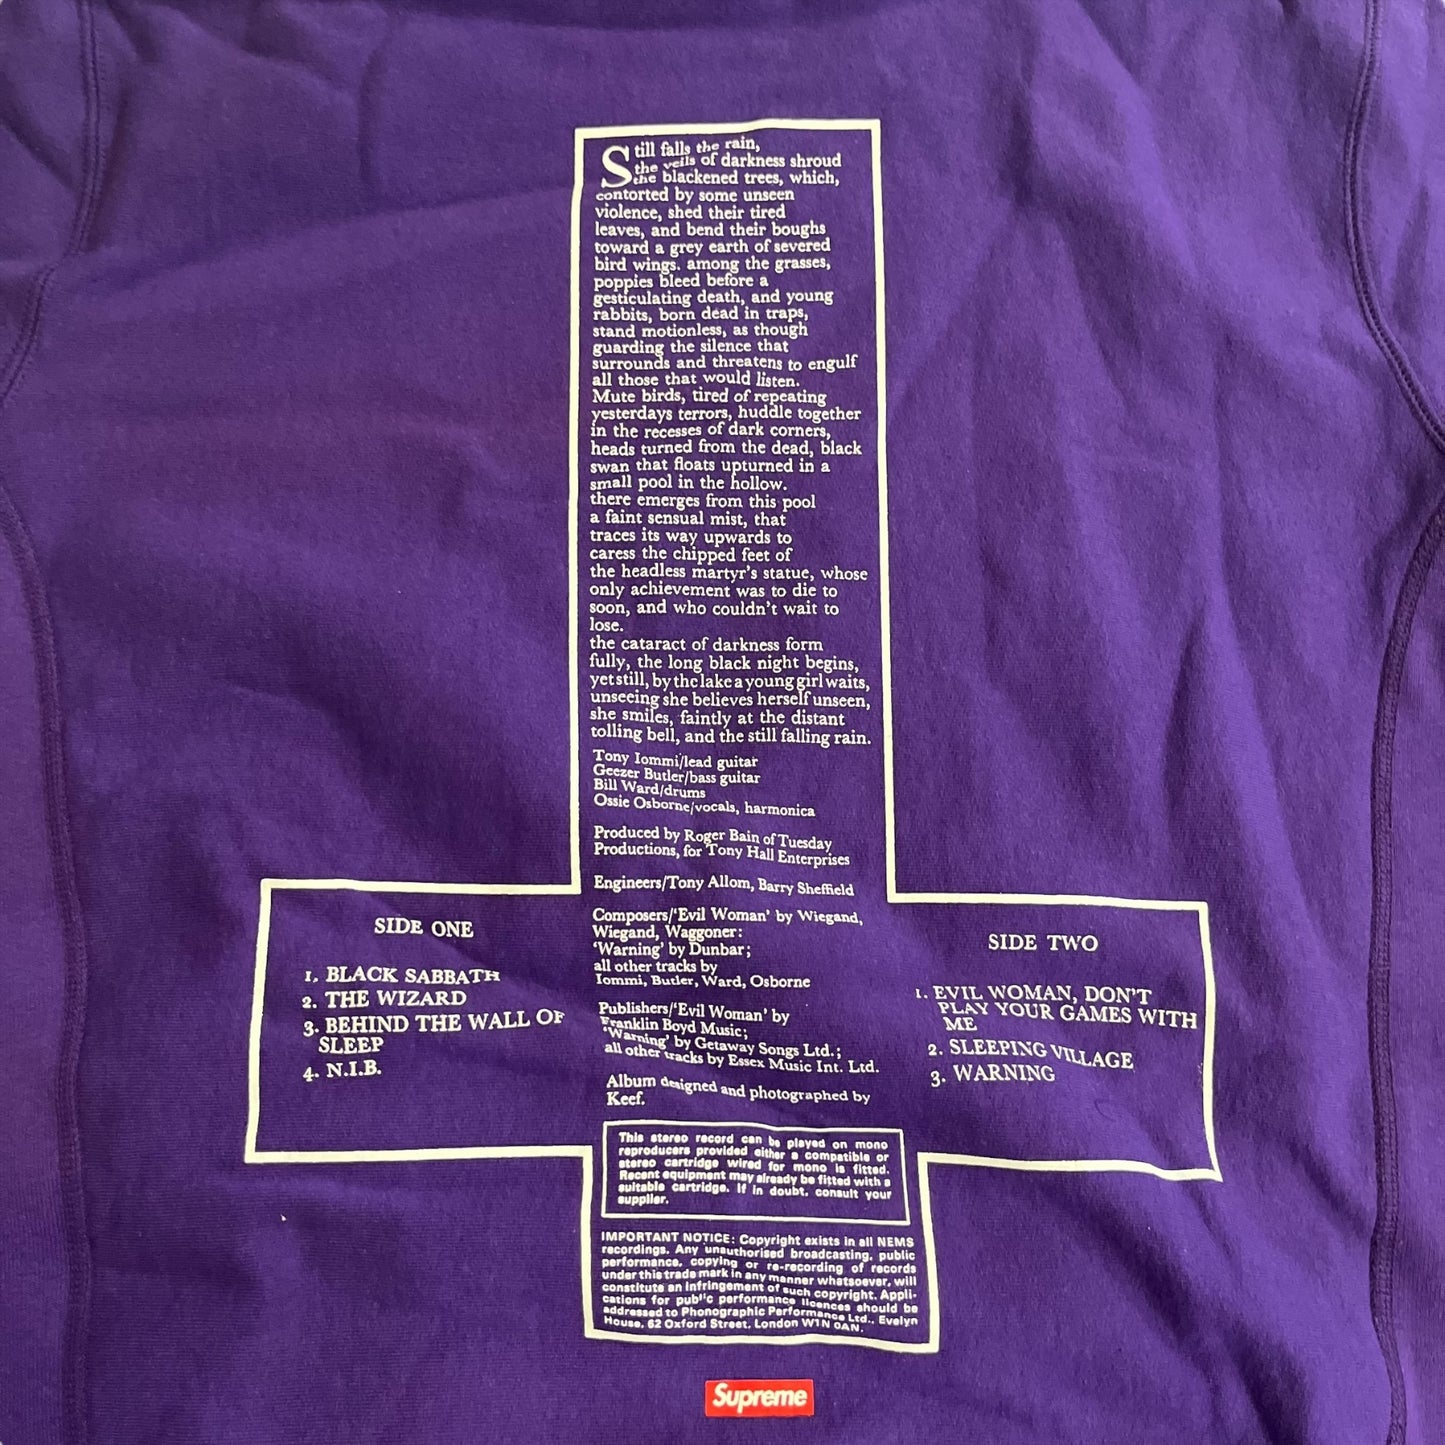 Still falls the rain,
the veils of darkness shroud
the blackened trees, which,
contorted by some unseen
violence, shed their tired
leaves, and bend their boughs
toward a grey earth of severed
bird wings. among the grasses,
poppies bleed before a
gesticulating death, and young
rabbits, born dead in traps,
stand motionless, as though
guarding the silence that
surrounds and threatens to engulf
all those that would listen.
Mute birds, tired of repeating
yesterdays terrors, huddle together
in the recesses of dark corners,
heads turned from the dead, black
swan that floats upturned in a
small pool in the hollow.
there emerges from this pool
a faint sensual mist, that
traces its way upwards to
caress the chipped feet of
the headless martyr's statue, whose
only achievement was to die to
soon, and who couldn't wait to
lose.
the cataract of darkness form
fully, the long black night begins,
yet still, by the lake a young girl waits,
unseeing she believes herself unseen,
she smiles, faintly at the distant
tolling bell, and the still falling rain.
Tony Iommi/lead guitar
Geezer Butler/bass guitar
Bill Ward/drums
Ossie Osborne/vocals, harmonica
Produced by Roger Bain of Tuesday
Productions, for Tony Hall Enterprises
Engineers/Tony Allom, Barry Sheffield
Composers/'Evil Woman' by Wiegand,
Wiegand, Waggoner:
'Warning' by Dunbar;
all other tracks by
Iommi, Butler, Ward, Osborne
Publishers/'Evil Woman' by
Franklin Boyd Music;
'Warning' by Getaway Songs Ltd.;
all other tracks by Essex Music Int. Ltd.
Album designed and photographed by
Keef.
SIDE ONE
1. BLACK SABBATH
2. THE WIZARD
3. BEHIND THE WALL OF
SLEEP
4. N.I.B.
SIDE TWO
1. EVIL WOMAN, DON'T
PLAY YOUR GAMES WITH
ME
2. SLEEPING VILLAGE
3. WARNING
This stereo record can be played on mono
reproducers provided either a compatible or
stereo cartridge wired for mono is fitted.
Recent equipment may already be fitted with a
suitable cartridge. If in doubt, consult your
supplier.
IMPORTANT NOTICE: Copyright exists in all NEMS
recordings. Any unauthorised broadcasting, public
performance, copying or re-recording of records
under this trade mark in any manner whatsoever, will
constitute an infringement of such copyright. Appli-
cations for public performance licences should be
addressed to Phonographic Performance Ltd., Evelyn
House, 62 Oxford Street, London W1N 0AN.
Supreme